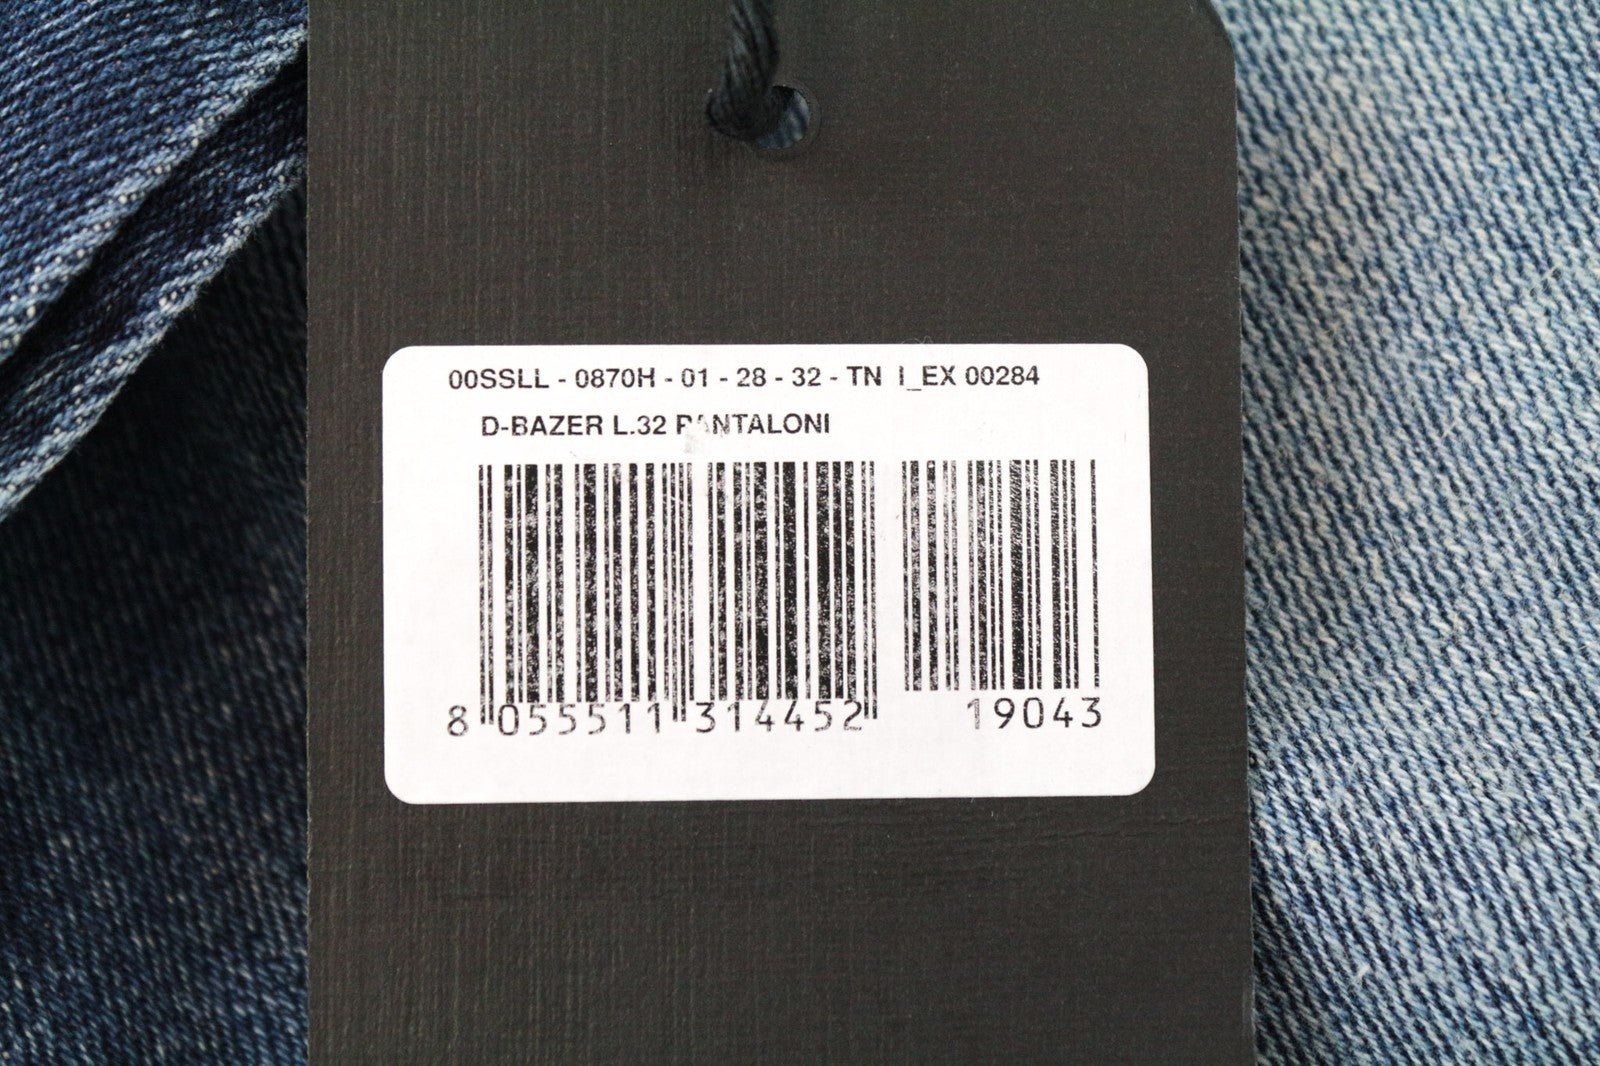 00SSLL - 0870H - 01 - 28 - 32 - TN I_EX 00284
D-BAZER L.32 PANTALONI
8 055511 314452 19043